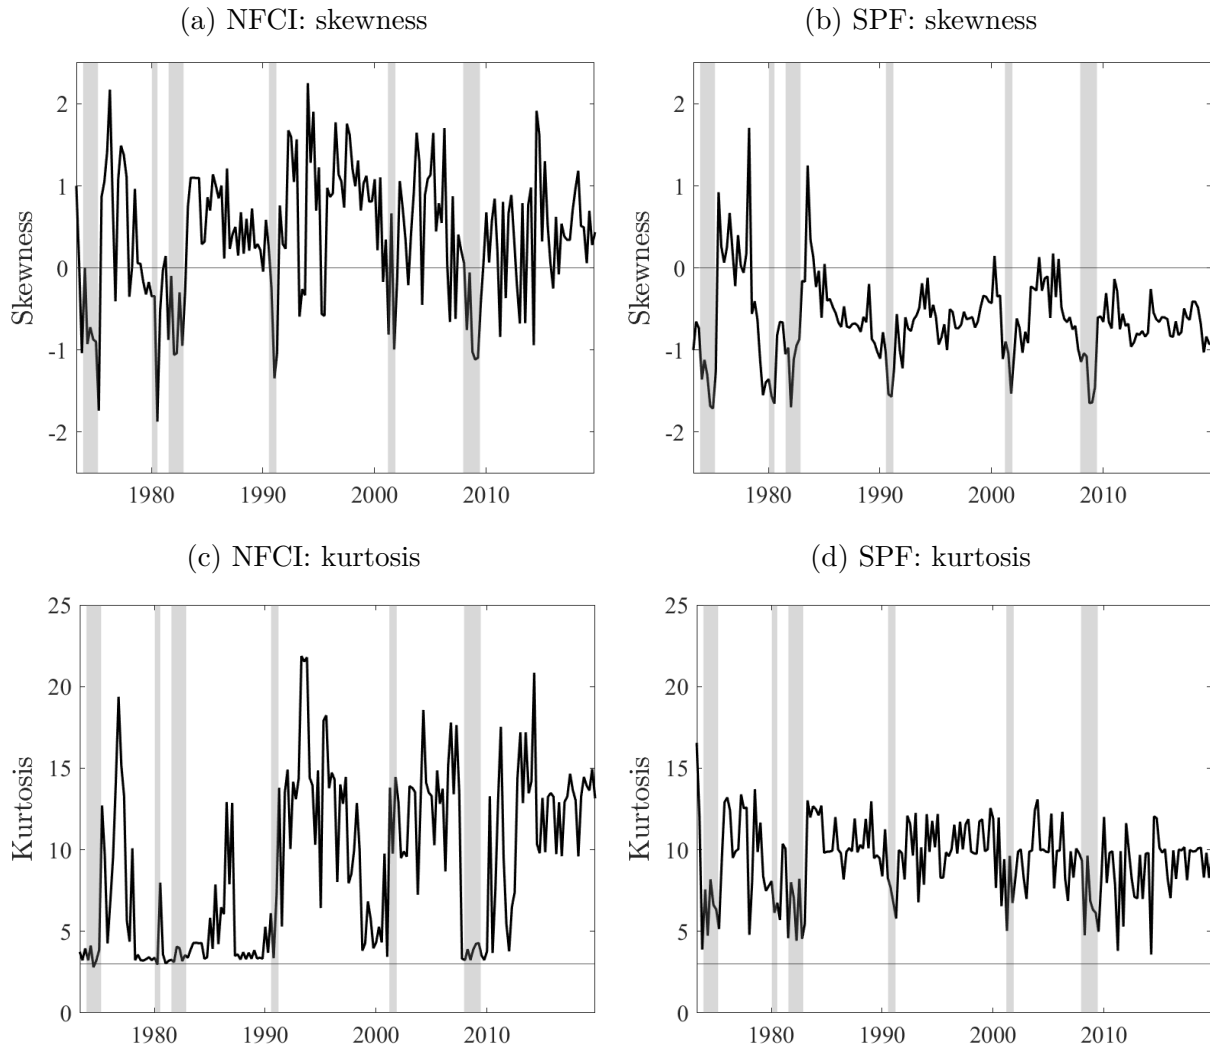 (a) NFCI: skewness
2
1
0
-1
-2
Skewness
1980 1990 2000 2010
(b) SPF: skewness
2
1
0
-1
-2
Skewness
1980 1990 2000 2010
(c) NFCI: kurtosis
25
20
15
10
5
0
Kurtosis
1980 1990 2000 2010
(d) SPF: kurtosis
25
20
15
10
5
0
Kurtosis
1980 1990 2000 2010